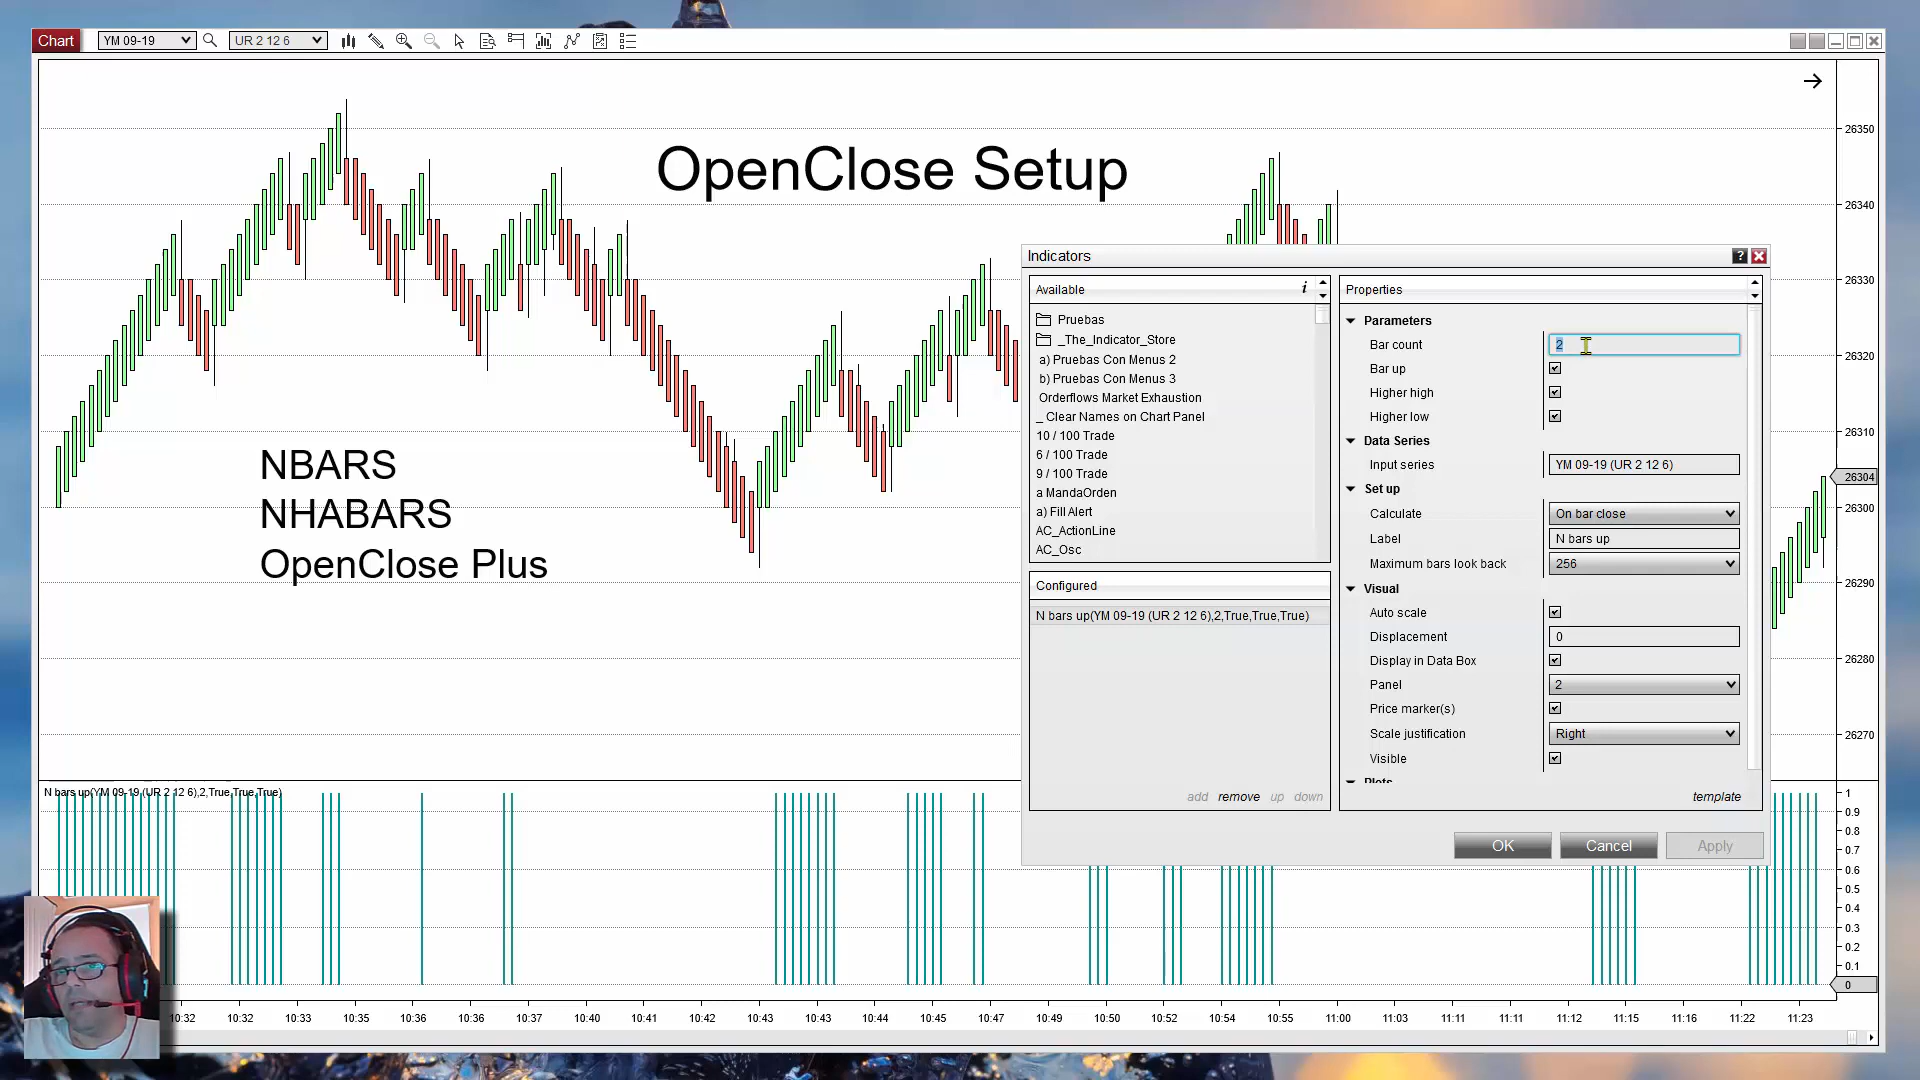 Chart
YM 09-19
UR 2 12 6
OpenClose Setup
NBARS
NHABARS
OpenClose Plus
26350
26340
26330
26320
26310
26304
26300
26290
26280
26270
Indicators
Available
i
Pruebas
_The_Indicator_Store
a) Pruebas Con Menus 2
b) Pruebas Con Menus 3
Orderflows Market Exhaustion
_ Clear Names on Chart Panel
10 / 100 Trade
6 / 100 Trade
9 / 100 Trade
a MandaOrden
a) Fill Alert
AC_ActionLine
AC_Osc
Configured
N bars up(YM 09-19 (UR 2 12 6),2,True,True,True)
add remove up down
Properties
Parameters
Bar count 2
Bar up
Higher high
Higher low
Data Series
Input series YM 09-19 (UR 2 12 6)
Set up
Calculate On bar close
Label N bars up
Maximum bars look back 256
Visual
Auto scale
Displacement 0
Display in Data Box
Panel 2
Price marker(s)
Scale justification Right
Visible
Plots
template
OK Cancel Apply
N bars up(YM 09-19 (UR 2 12 6),2,True,True,True)
1
0.9
0.8
0.7
0.6
0.5
0.4
0.3
0.2
0.1
0
10:32 10:32 10:33 10:35 10:36 10:36 10:37 10:40 10:41 10:43 10:43 10:44 10:45 10:47 10:49 10:50 10:52 10:54 10:55 11:00 11:03 11:11 11:11 11:12 11:15 11:16 11:22 11:23